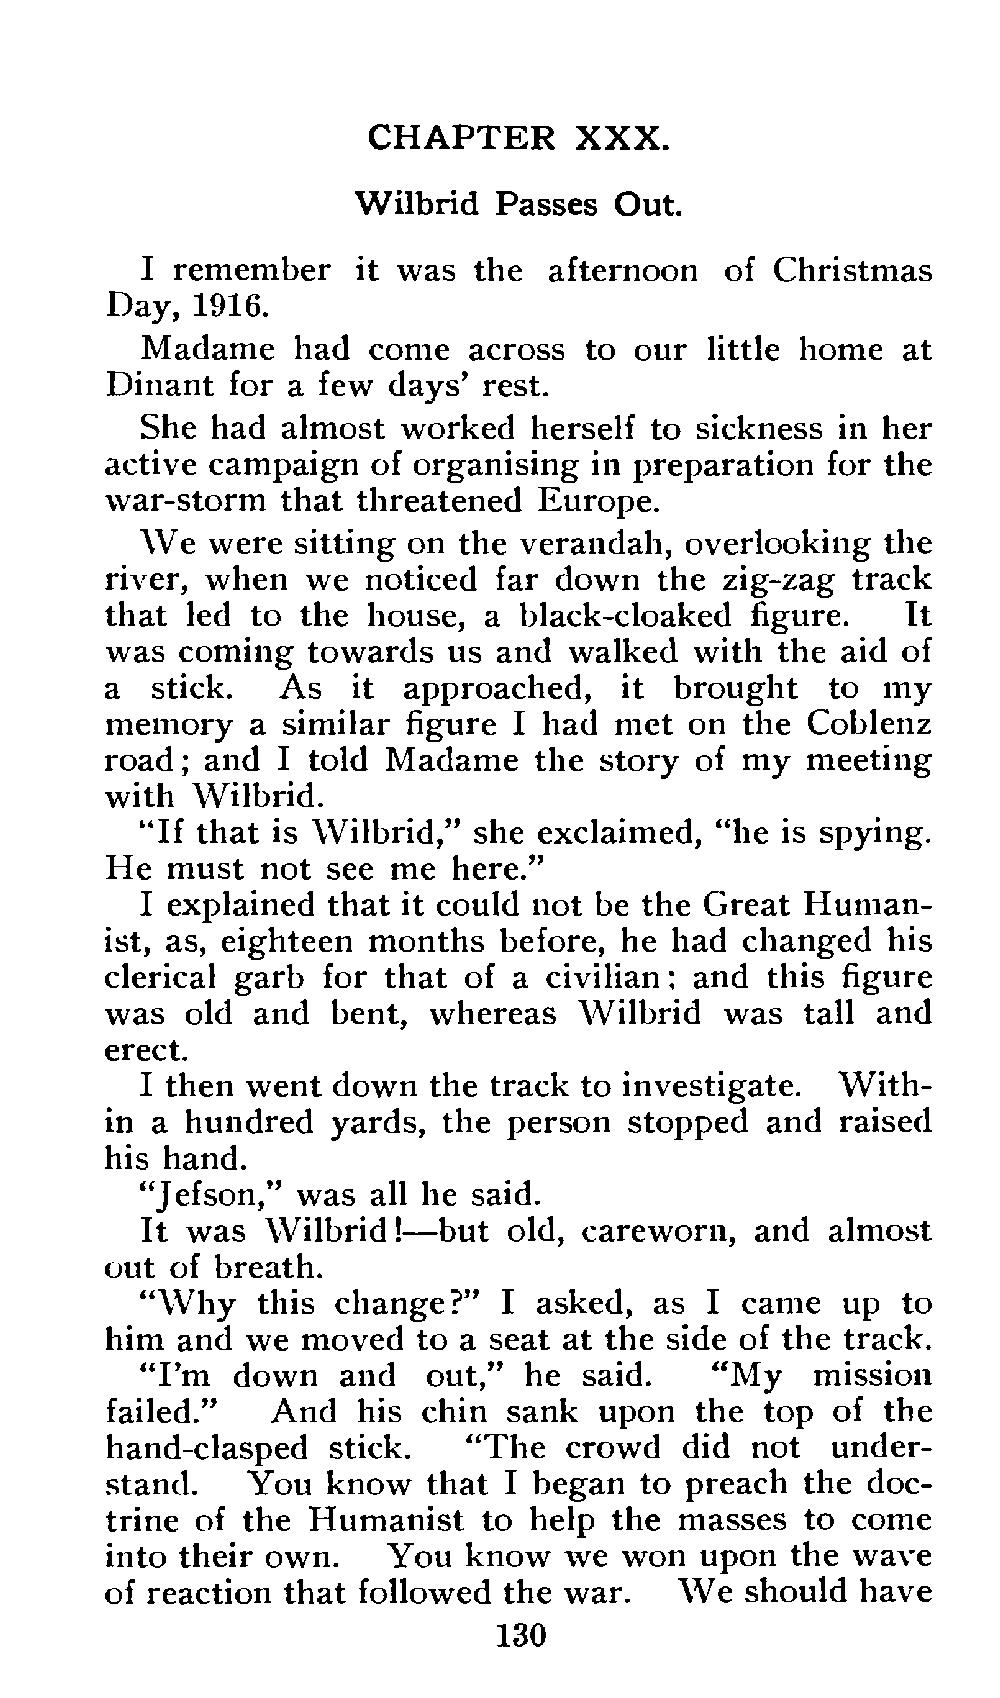 CHAPTER XXX.
Wilbrid Passes Out.
I remember it was the afternoon of Christmas
Day, 1916.
Madame had come across to our little home at
Dinant for a few days' rest.
She had almost worked herself to sickness in her
active campaign of organising in preparation for the
war-storm that threatened Europe.
We were sitting on the verandah, overlooking the
river, when we noticed far down the zig-zag track
that led to the house, a black-cloaked figure. It
was coming towards us and walked with the aid of
a stick. As it approached, it brought to my
memory a similar figure I had met on the Coblenz
road; and I told Madame the story of my meeting
with Wilbrid.
"If that is Wilbrid," she exclaimed, "he is spying.
He must not see me here."
I explained that it could not be the Great Human-
ist, as, eighteen months before, he had changed his
clerical garb for that of a civilian; and this figure
was old and bent, whereas Wilbrid was tall and
erect.
I then went down the track to investigate. With-
in a hundred yards, the person stopped and raised
his hand.
"Jefson," was all he said.
It was Wilbrid!—but old, careworn, and almost
out of breath.
"Why this change?" I asked, as I came up to
him and we moved to a seat at the side of the track.
"I'm down and out," he said. "My mission
failed." And his chin sank upon the top of the
hand-clasped stick. "The crowd did not under-
stand. You know that I began to preach the doc-
trine of the Humanist to help the masses to come
into their own. You know we won upon the wave
of reaction that followed the war. We should have
130